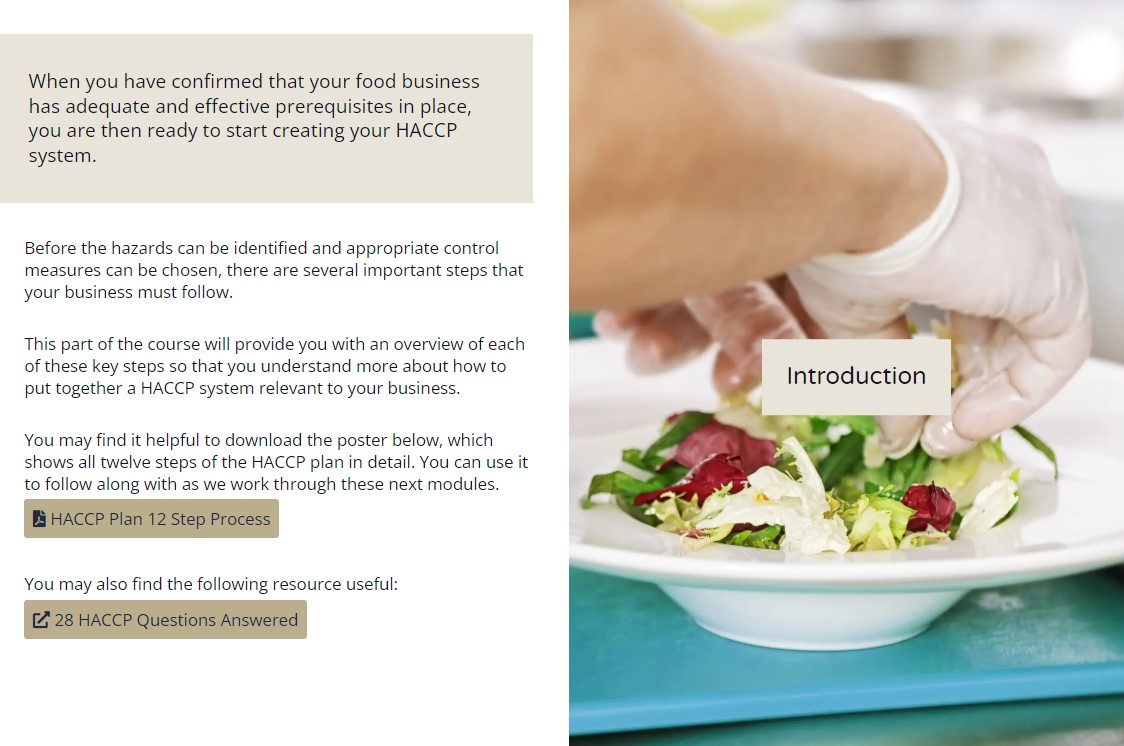 When you have confirmed that your food business
has adequate and effective prerequisites in place,
you are then ready to start creating your HACCP
system.
Before the hazards can be identified and appropriate control
measures can be chosen, there are several important steps that
your business must follow.
This part of the course will provide you with an overview of each
of these key steps so that you understand more about how to
put together a HACCP system relevant to your business.
You may find it helpful to download the poster below, which
shows all twelve steps of the HACCP plan in detail. You can use it
to follow along with as we work through these next modules.
HACCP Plan 12 Step Process
You may also find the following resource useful:
28 HACCP Questions Answered
Introduction